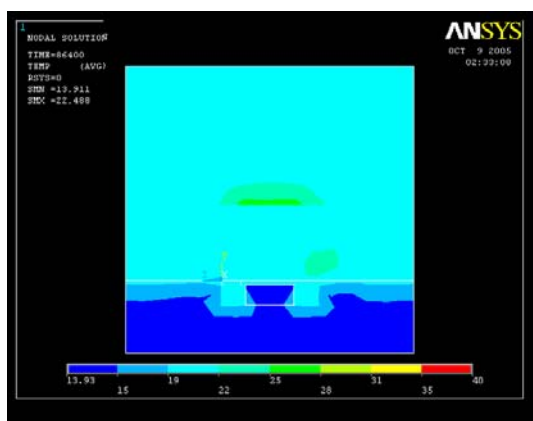 1
NODAL SOLUTION
TIME=86400
TEMP (AVG)
RSYS=0
SMN =13.911
SMX =22.488
ANSYS
OCT 9 2005
02:33:08
13.93 15 19 22 25 28 31 35 40